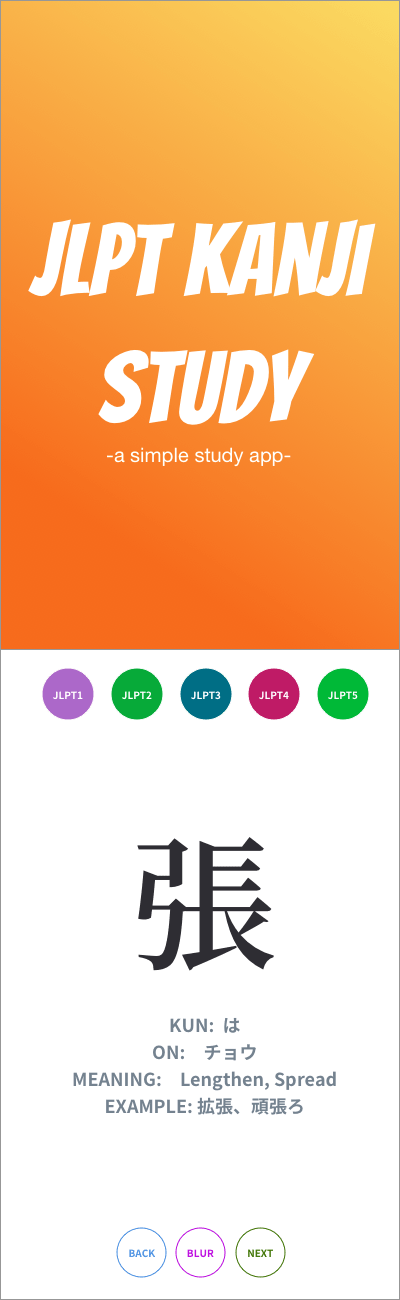 JLPT KANJI
STUDY
-a simple study app-
JLPT1 JLPT2 JLPT3 JLPT4 JLPT5
張
KUN: は
ON: チョウ
MEANING: Lengthen, Spread
EXAMPLE: 拡張、頑張ろ
BACK BLUR NEXT